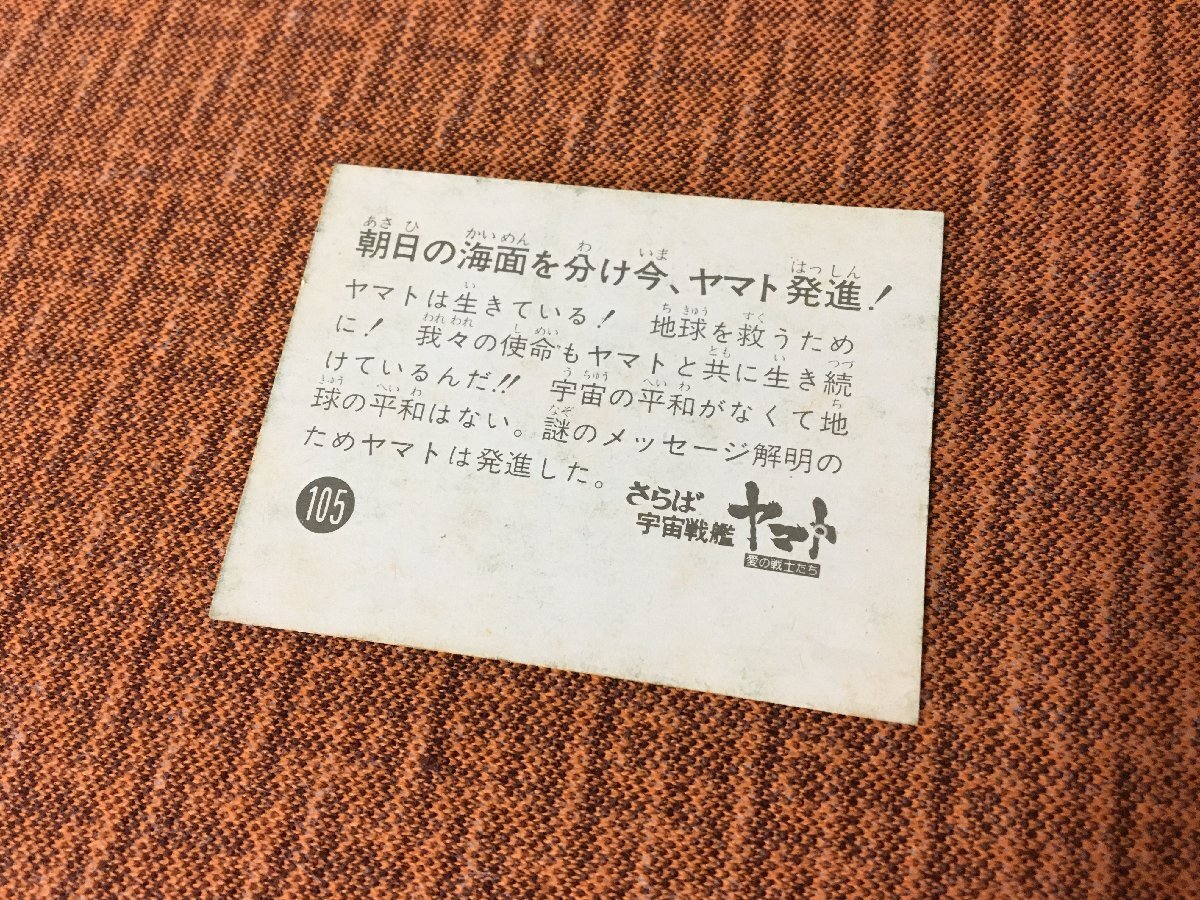 朝日の海面を分け今、ヤマト発進！
ヤマトは生きている！　地球を救うため
に！　我々の使命もヤマトと共に生き続
けているんだ!!　宇宙の平和がなくて地
球の平和はない。謎のメッセージ解明の
ためヤマトは発進した。
105
さらば
宇宙戦艦
ヤマト
愛の戦士たち